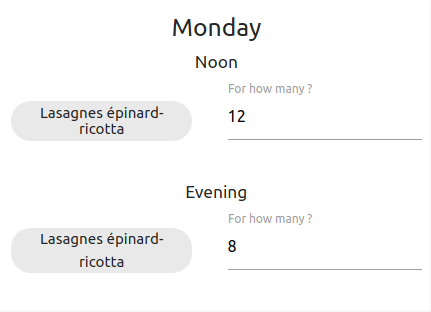 Monday
Noon
For how many ?
Lasagnes épinard-
ricotta
12
Evening
For how many ?
Lasagnes épinard-
ricotta
8